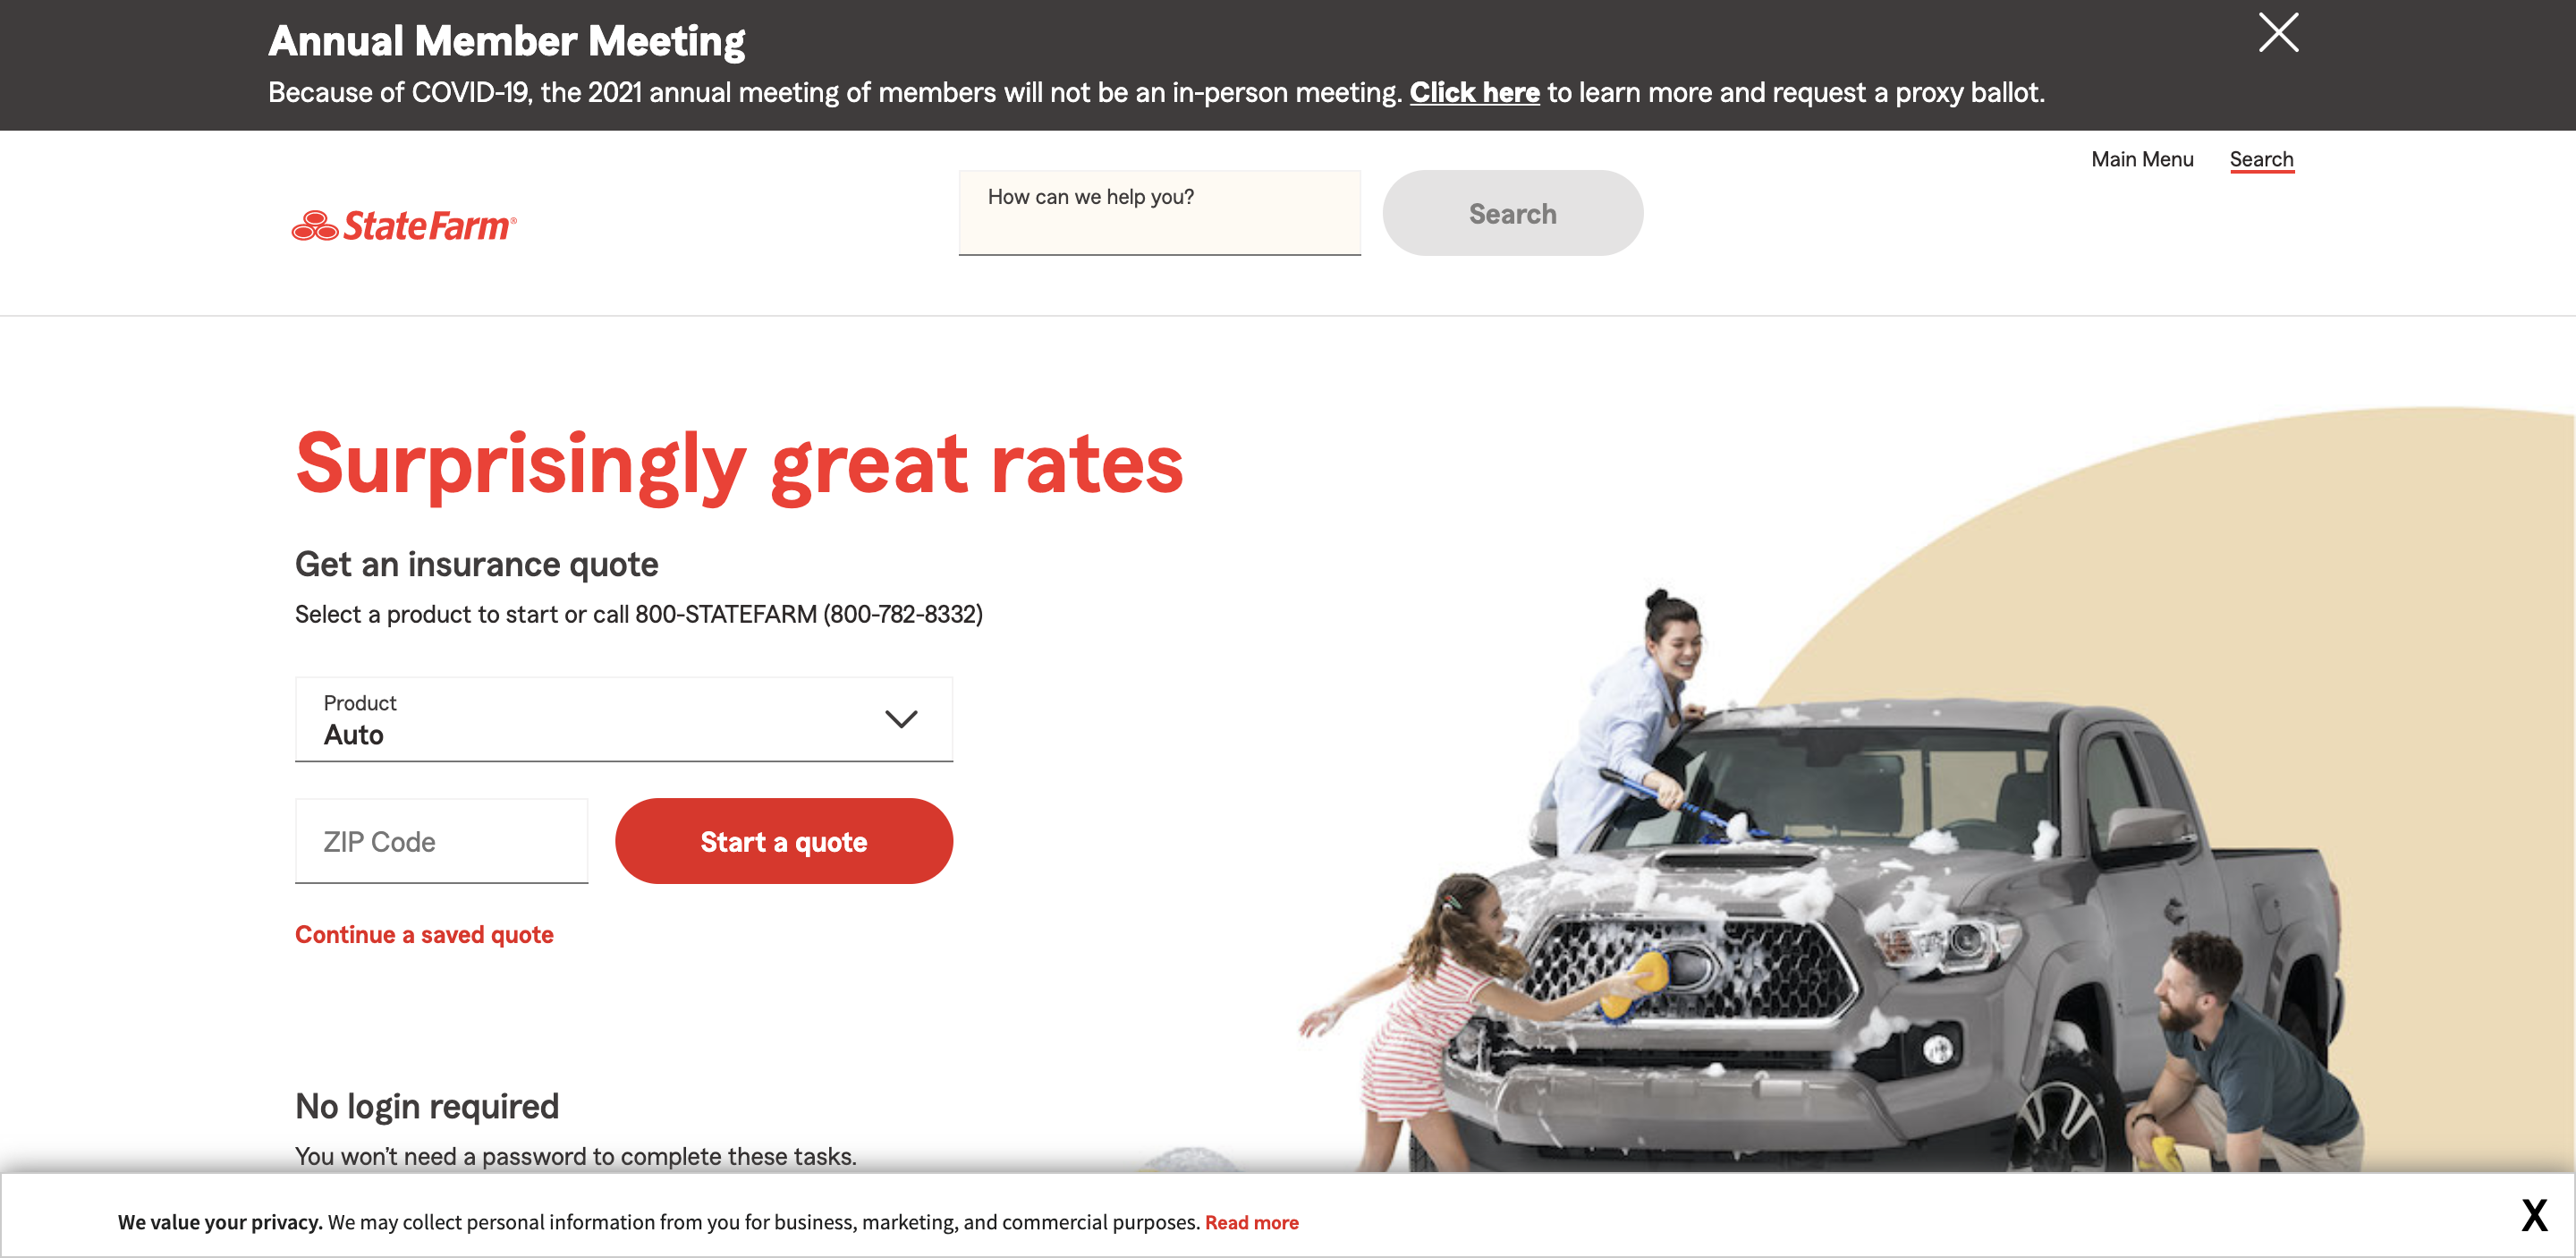 Annual Member Meeting
Because of COVID-19, the 2021 annual meeting of members will not be an in-person meeting. Click here to learn more and request a proxy ballot.
Main Menu Search
How can we help you?
Search
StateFarm®
Surprisingly great rates
Get an insurance quote
Select a product to start or call 800-STATEFARM (800-782-8332)
Product
Auto
ZIP Code
Start a quote
Continue a saved quote
No login required
You won't need a password to complete these tasks.
We value your privacy. We may collect personal information from you for business, marketing, and commercial purposes. Read more
X